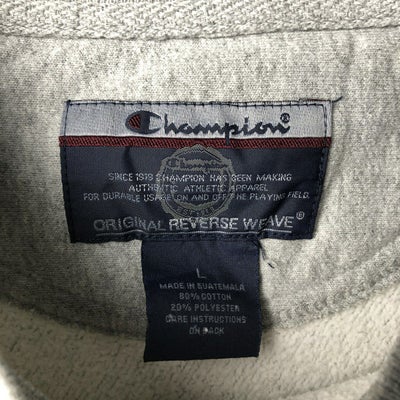 Champion®
SINCE 1919 CHAMPION HAS BEEN MAKING
AUTHENTIC ATHLETIC APPAREL
FOR DURABLE USAGE ON AND OFF THE PLAYING FIELD.
ORIGINAL REVERSE WEAVE®
L
MADE IN GUATEMALA
80% COTTON
20% POLYESTER
CARE INSTRUCTIONS
ON BACK